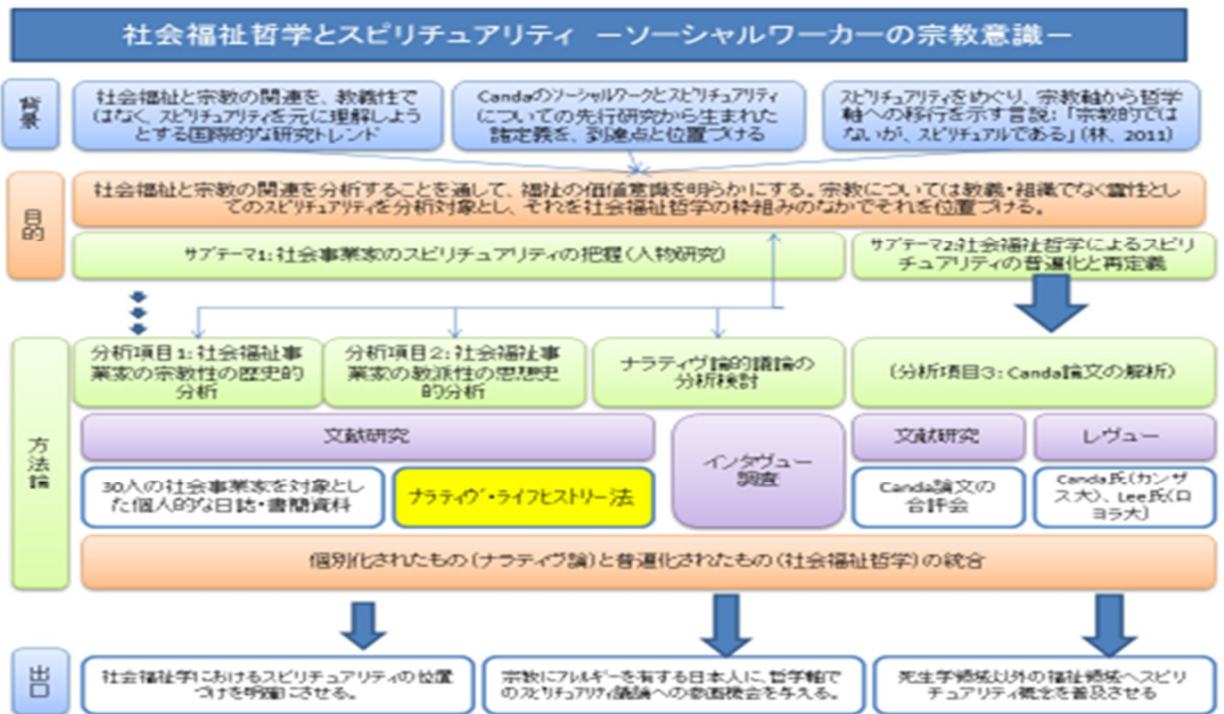 社会福祉哲学とスピリチュアリティ －ソーシャルワーカーの宗教意識－
背景
社会福祉と宗教の関連を、教義性で
はなく、スピリチュアリティを元に理解しよう
とする国際的な研究トレンド
Candaのソーシャルワークとスピリチュアリティ
についての先行研究から生まれた
諸定義を、到達点と位置づける
スピリチュアリティをめぐり、宗教軸から哲学
軸への移行を示す言説：「宗教的では
ないが、スピリチュアルである」（林、2011）
目的
社会福祉と宗教の関連を分析することを通して、福祉の価値意識を明らかにする。宗教については教義・組織でなく霊性とし
てのスピリチュアリティを分析対象とし、それを社会福祉哲学の枠組みのなかでそれを位置づける。
サブテーマ1：社会事業家のスピリチュアリティの把握（人物研究）
サブテーマ2:社会福祉哲学によるスピリ
チュアリティの普遍化と再定義
方法論
分析項目1：社会福祉事
業家の宗教性の歴史的
分析
分析項目2：社会福祉事
業家の教派性の思想史
的分析
ナラティヴ論的議論の
分析検討
（分析項目3：Canda論文の解析）
文献研究
インタヴュー
調査
文献研究
レヴュー
30人の社会事業家を対象とし
た個人的な日誌・書簡資料
ナラティヴ・ライフヒストリー法
Canda論文の
合評会
Canda氏（カンザ
ス大）、Lee氏（ロ
ヨラ大）
個別化されたもの（ナラティヴ論）と普遍化されたもの（社会福祉哲学）の統合
出口
社会福祉学におけるスピリチュアリティの位置
づけを明確にさせる。
宗教にアレルギーを有する日本人に、哲学軸で
のスピリチュアリティ議論への参画機会を与える。
死生学領域以外の福祉領域へスピリ
チュアリティ概念を普及させる